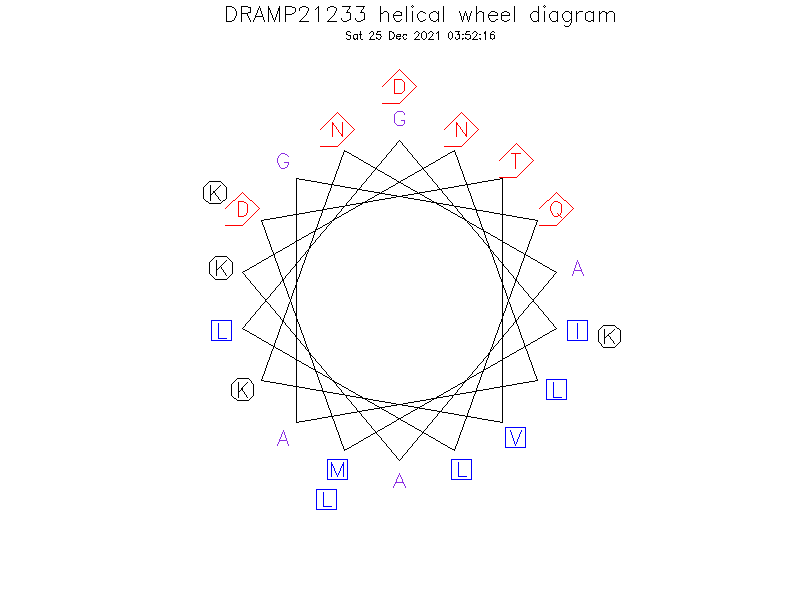 DRAMP21233 helical wheel diagram
Sat 25 Dec 2021 03:52:16
D
G
N N
G T
K D Q
K A
L I K
K L
A V
M A L
L